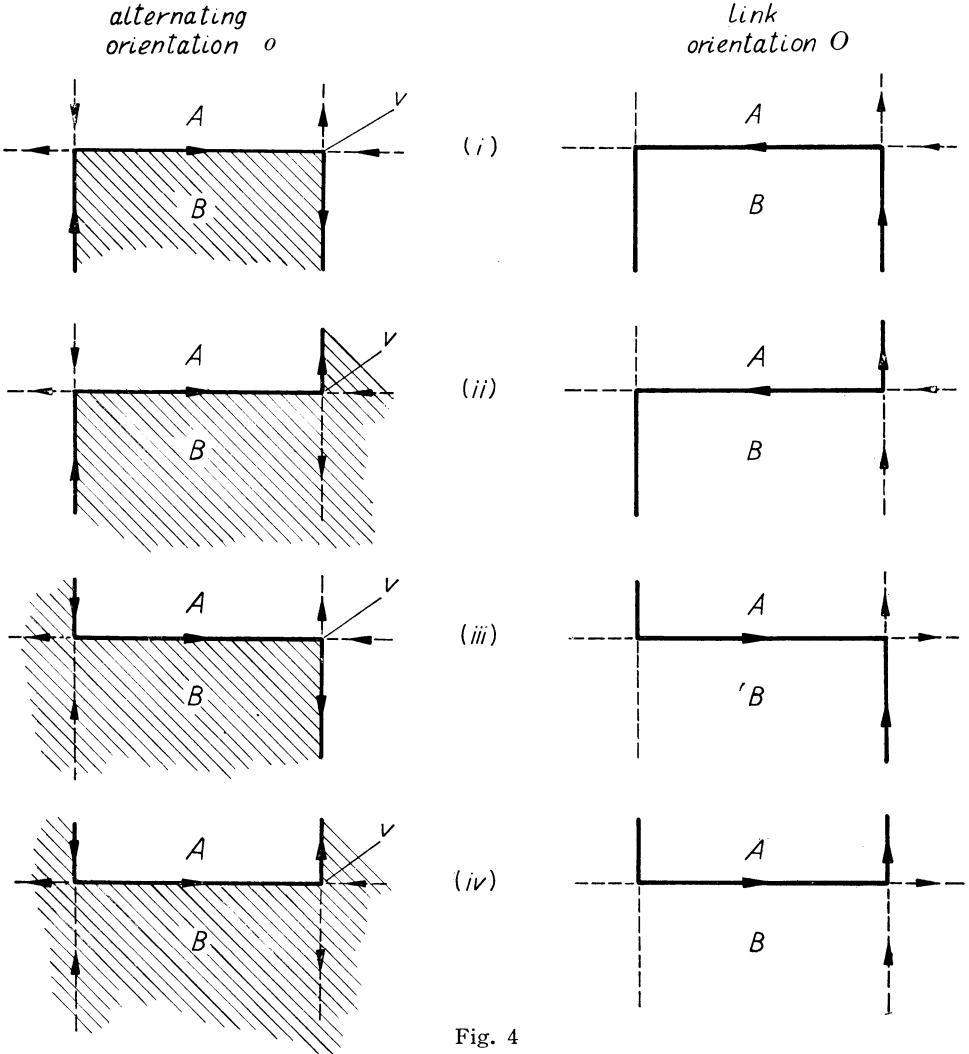 alternating
orientation o
link
orientation O
A
v
(i)
A
B
B
A
v
(ii)
A
B
B
A
v
(iii)
A
B
'B
A
v
(iv)
A
B
B
Fig. 4